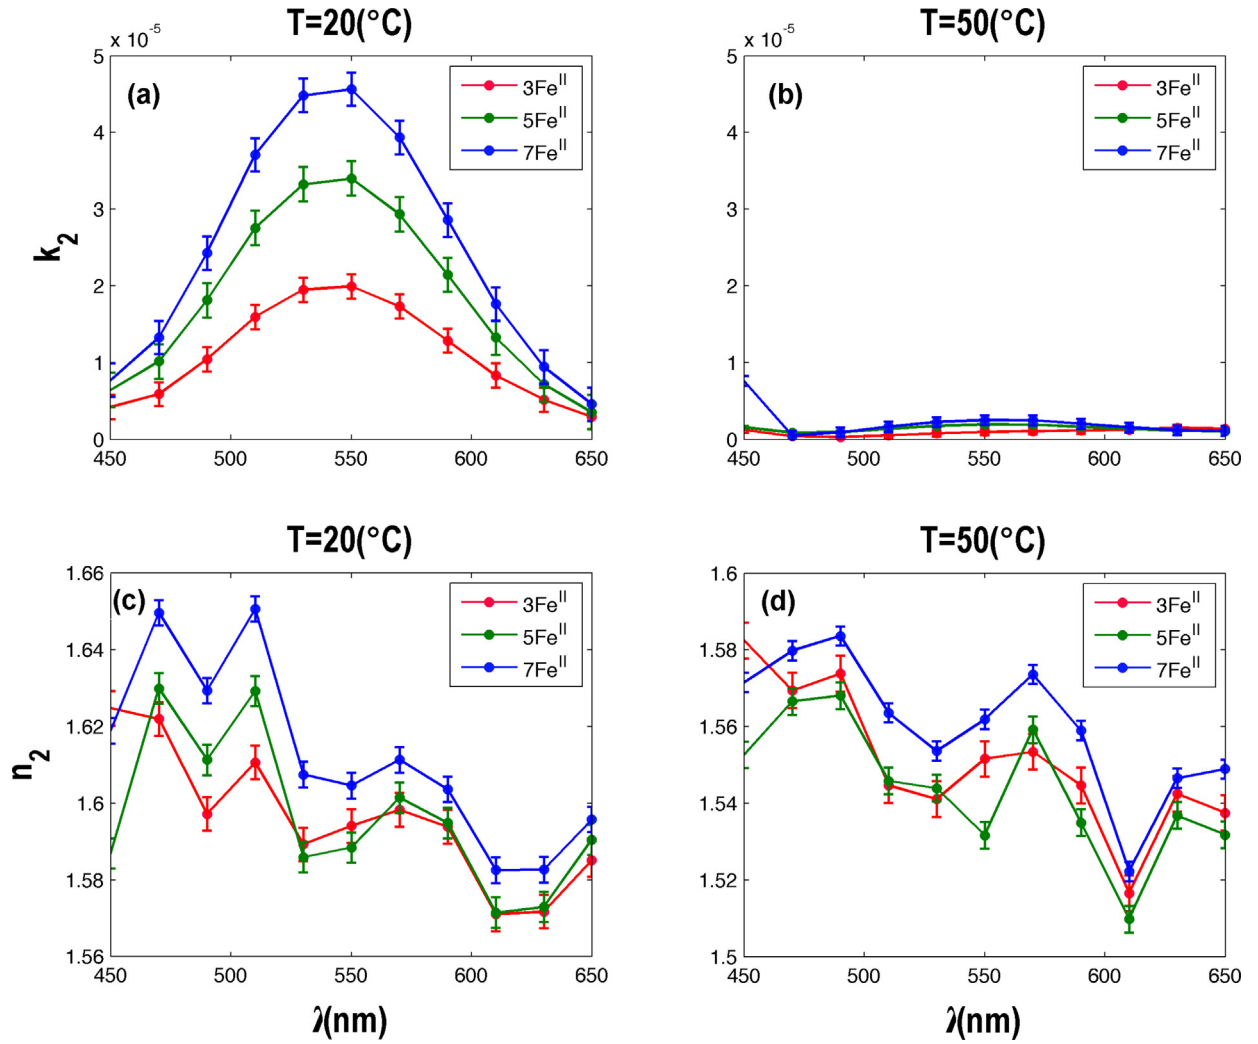 T=20(°C)
x 10⁻⁵
5
4
3
2
1
0
k₂
(a)
3Feᴵᴵ
5Feᴵᴵ
7Feᴵᴵ
450
500
550
600
650
T=50(°C)
x 10⁻⁵
5
4
3
2
1
0
(b)
3Feᴵᴵ
5Feᴵᴵ
7Feᴵᴵ
450
500
550
600
650
T=20(°C)
1.66
1.64
1.62
1.6
1.58
1.56
n₂
(c)
3Feᴵᴵ
5Feᴵᴵ
7Feᴵᴵ
450
500
550
600
650
λ(nm)
T=50(°C)
1.6
1.58
1.56
1.54
1.52
1.5
(d)
3Feᴵᴵ
5Feᴵᴵ
7Feᴵᴵ
450
500
550
600
650
λ(nm)